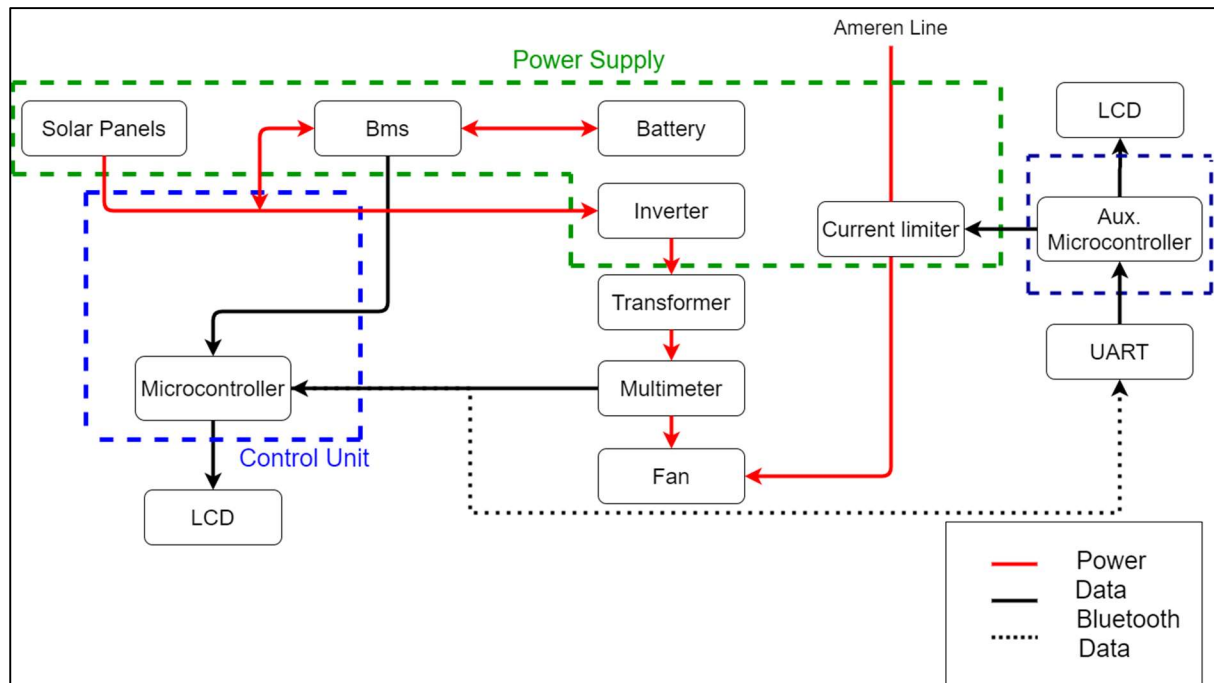 Ameren Line
Power Supply
Solar Panels
Bms
Battery
LCD
Inverter
Current limiter
Aux.
Microcontroller
Transformer
UART
Microcontroller
Multimeter
Control Unit
Fan
LCD
Power
Data
Bluetooth
Data